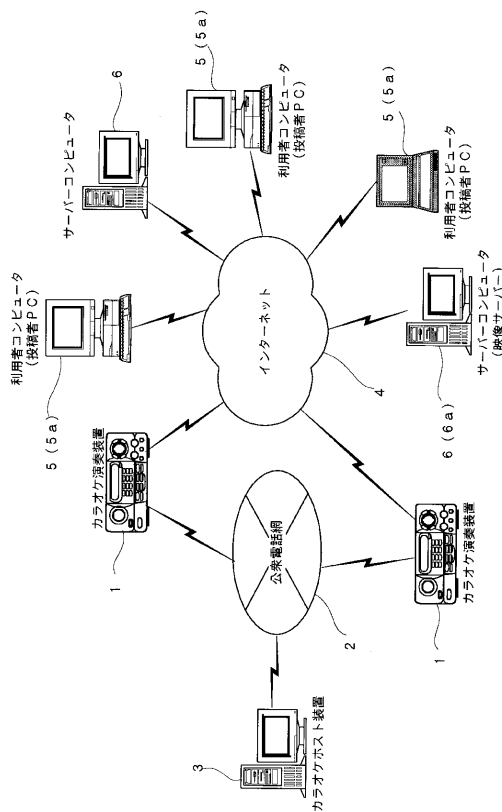 6
サーバーコンピュータ
5(5a)
利用者コンピュータ
(投稿者PC)
5(5a)
利用者コンピュータ
(投稿者PC)
5(5a)
利用者コンピュータ
(投稿者PC)
インターネット
4
サーバーコンピュータ
(映像サーバー)
6(6a)
カラオケ演奏装置
1
公衆電話網
2
カラオケ演奏装置
1
3
カラオケホスト装置